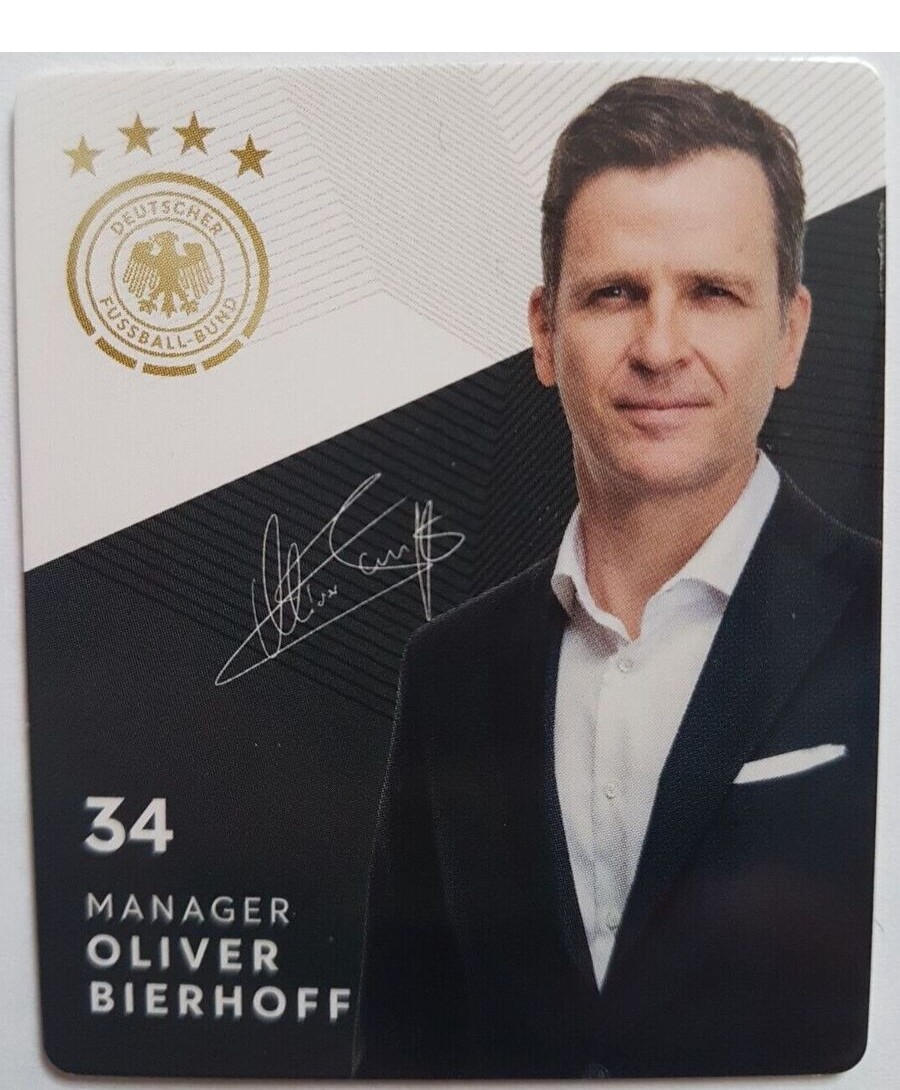 DEUTSCHER
FUSSBALL-BUND
34
MANAGER
OLIVER
BIERHOFF